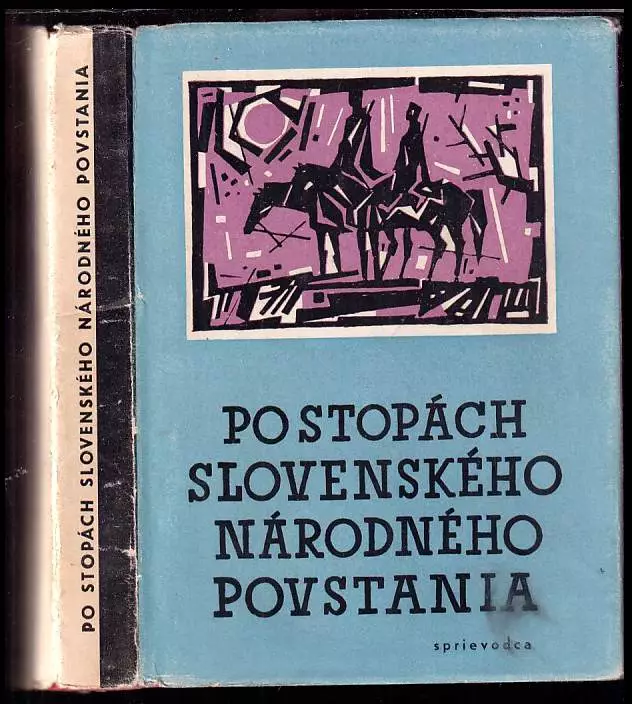 PO STOPÁCH SLOVENSKÉHO NÁRODNÉHO POVSTANIA
PO STOPÁCH
SLOVENSKÉHO
NÁRODNÉHO
POVSTANIA
sprievodca